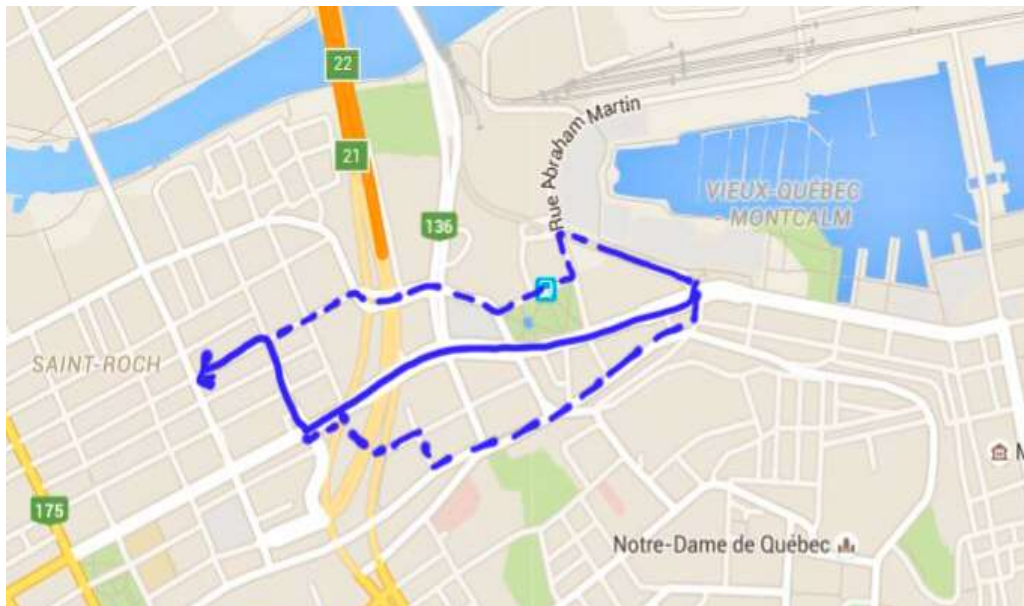 22
21
Rue Abraham Martin
136
VIEUX-QUÉBEC
- MONTCALM
SAINT-ROCH
175
M
Notre-Dame de Québec